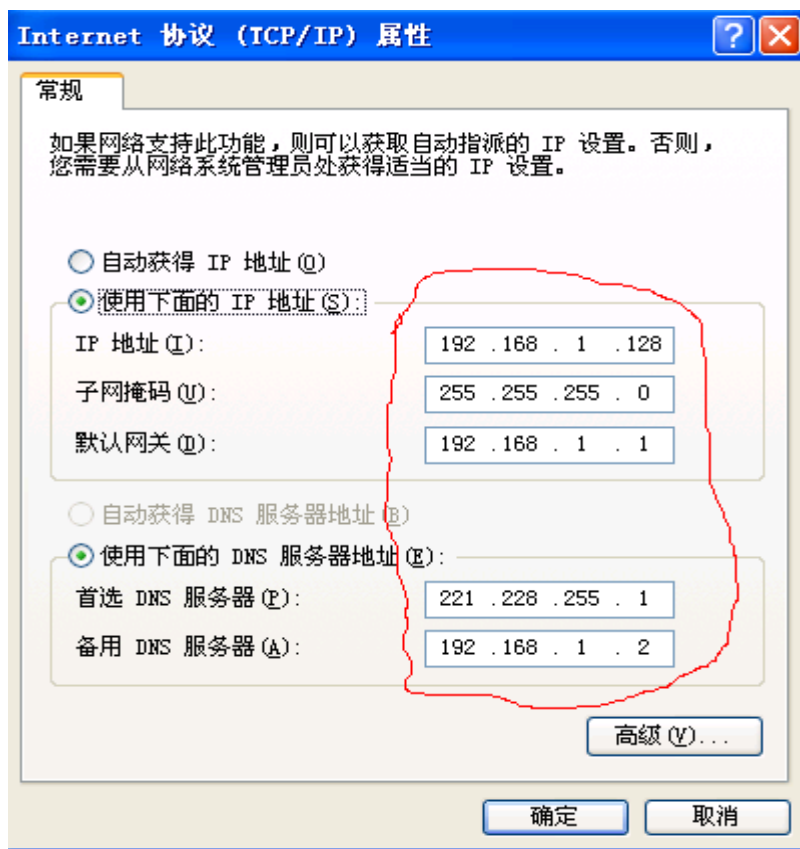 Internet 协议 (TCP/IP) 属性
常规
如果网络支持此功能，则可以获取自动指派的 IP 设置。否则，
您需要从网络系统管理员处获得适当的 IP 设置。
自动获得 IP 地址(O)
使用下面的 IP 地址(S):
IP 地址(I): 192 .168 . 1 .128
子网掩码(U): 255 .255 .255 . 0
默认网关(D): 192 .168 . 1 . 1
自动获得 DNS 服务器地址(B)
使用下面的 DNS 服务器地址(E):
首选 DNS 服务器(P): 221 .228 .255 . 1
备用 DNS 服务器(A): 192 .168 . 1 . 2
高级(V)...
确定 取消